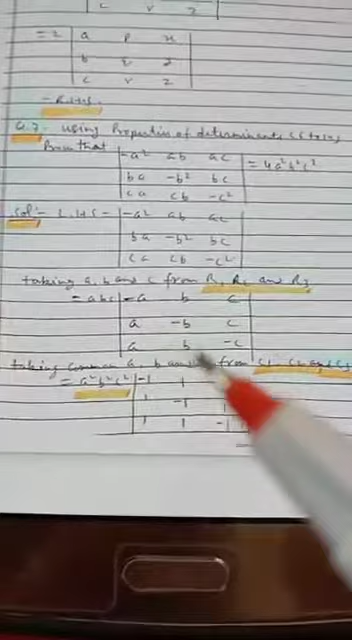 c r z
= 2 | a p x |
| b q y |
| c r z |
- R.H.S.
Q.7. Using Properties of determinants
Prove that | -a² ab ac | = 4a²b²c²
| ba -b² bc |
| ca cb -c² |
Sol:- L.H.S = | -a² ab ac |
| ba -b² bc |
| ca cb -c² |
taking a, b and c from R₁, R₂ and R₃
= abc | -a b c |
| a -b c |
| a b -c |
taking common a, b and from C₁, C₂ and C₃
= a²b²c² | -1 1
| 1 -1 1
| 1 1 -1